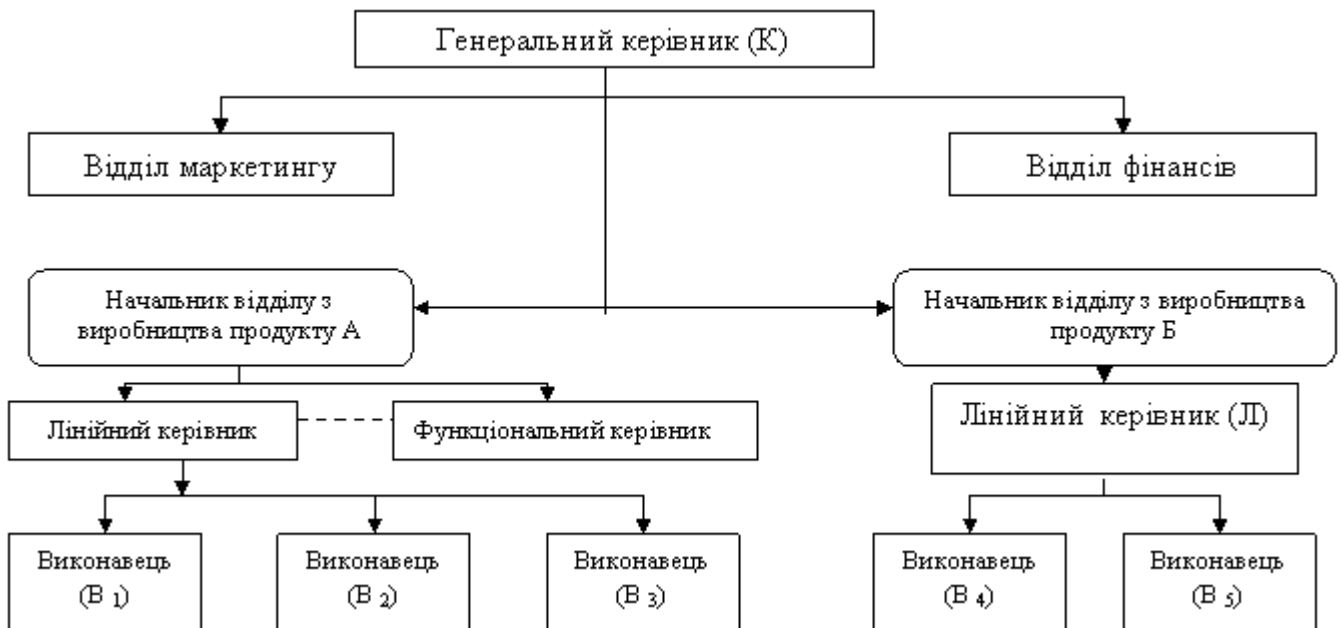 Генеральний керівник (К)
Відділ маркетингу
Відділ фінансів
Начальник відділу з
виробництва продукту А
Начальник відділу з виробництва
продукту Б
Лінійний керівник
Функціональний керівник
Лінійний керівник (Л)
Виконавець
(В 1)
Виконавець
(В 2)
Виконавець
(В 3)
Виконавець
(В 4)
Виконавець
(В 5)